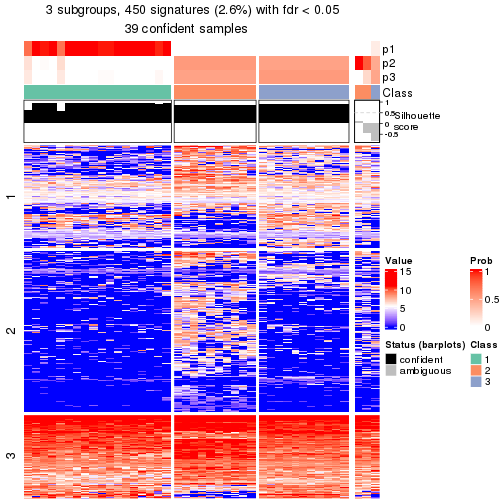 3 subgroups, 450 signatures (2.6%) with fdr < 0.05
39 confident samples
p1
p2
p3
Class
1
0.5
0
-0.5
Silhouette
score
1
2
3
Value
15
10
5
0
Prob
1
0.5
0
Status (barplots)
confident
ambiguous
Class
1
2
3